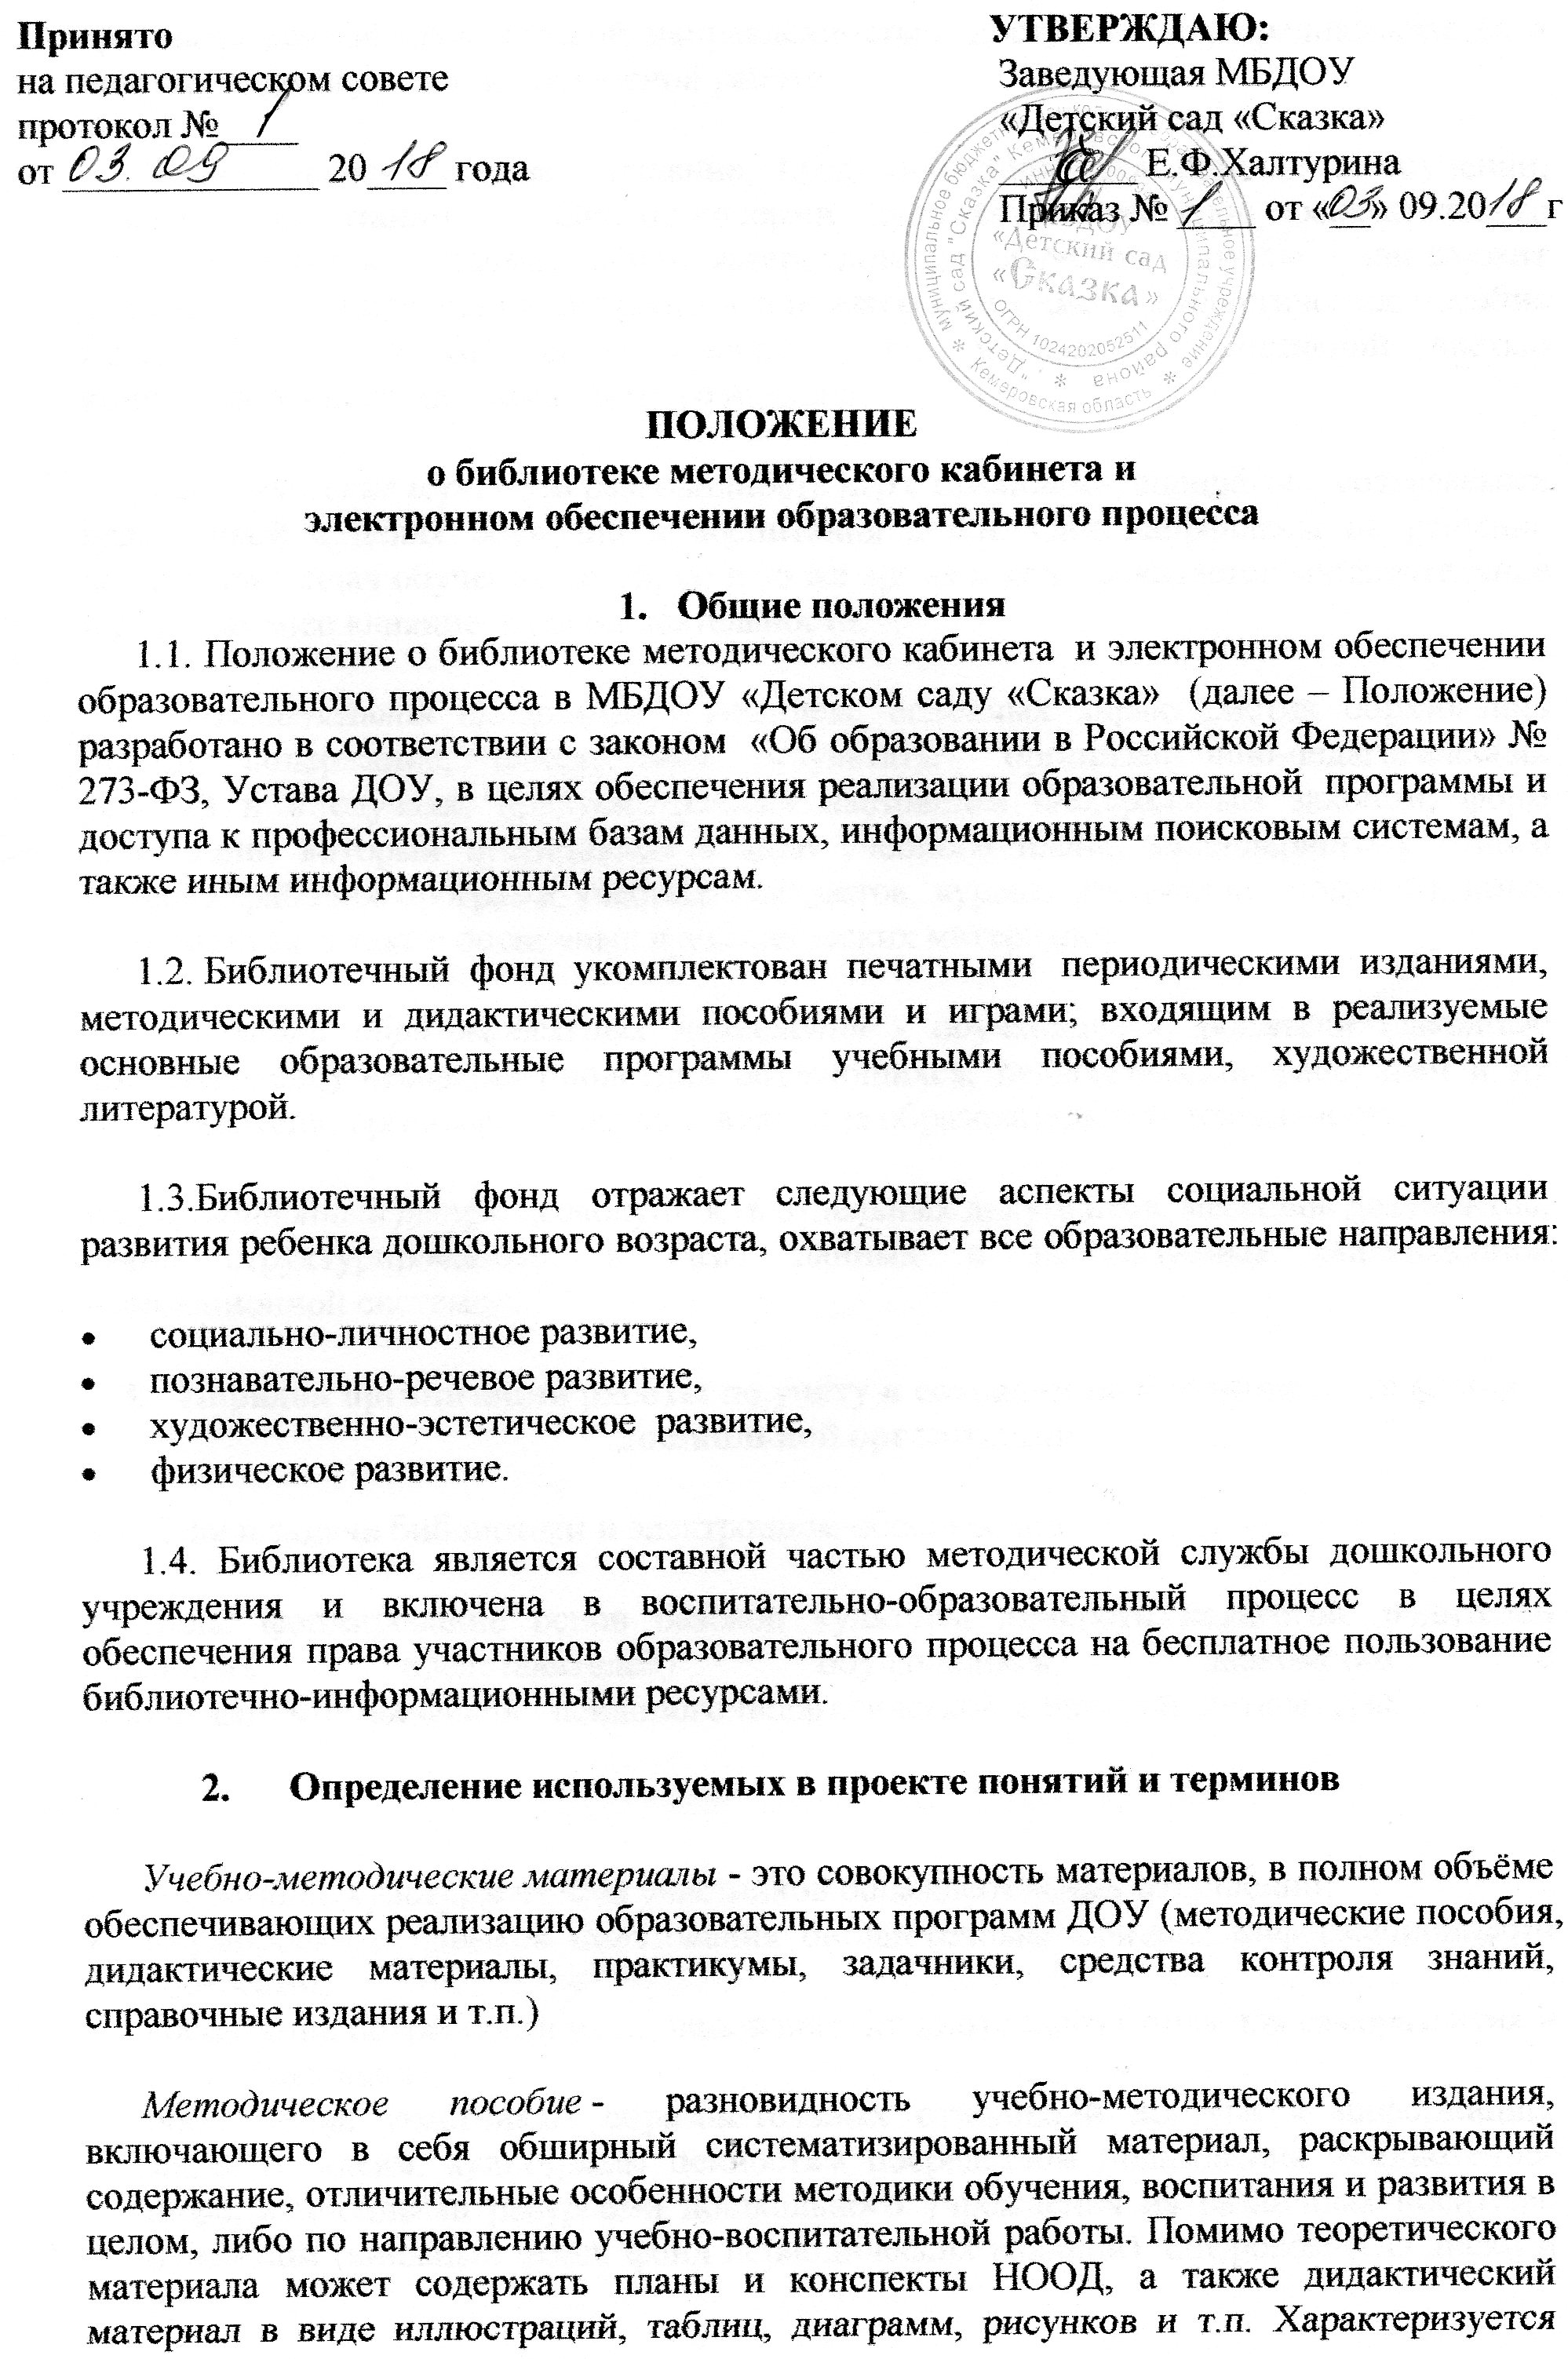 Принято
на педагогическом совете
протокол № 1
от 03. 09 2018 года
УТВЕРЖДАЮ:
Заведующая МБДОУ
«Детский сад «Сказка»
Е.Ф.Халтурина
Приказ № 1 от «03» 09.2018 г
МБДОУ
«Детский сад
«Сказка»
ОГРН 1024202052511
Кемеровская область
ПОЛОЖЕНИЕ
о библиотеке методического кабинета и
электронном обеспечении образовательного процесса
1. Общие положения
1.1. Положение о библиотеке методического кабинета и электронном обеспечении
образовательного процесса в МБДОУ «Детском саду «Сказка» (далее – Положение)
разработано в соответствии с законом «Об образовании в Российской Федерации» №
273-ФЗ, Устава ДОУ, в целях обеспечения реализации образовательной программы и
доступа к профессиональным базам данных, информационным поисковым системам, а
также иным информационным ресурсам.
1.2. Библиотечный фонд укомплектован печатными периодическими изданиями,
методическими и дидактическими пособиями и играми; входящим в реализуемые
основные образовательные программы учебными пособиями, художественной
литературой.
1.3.Библиотечный фонд отражает следующие аспекты социальной ситуации
развития ребенка дошкольного возраста, охватывает все образовательные направления:
• социально-личностное развитие,
• познавательно-речевое развитие,
• художественно-эстетическое развитие,
• физическое развитие.
1.4. Библиотека является составной частью методической службы дошкольного
учреждения и включена в воспитательно-образовательный процесс в целях
обеспечения права участников образовательного процесса на бесплатное пользование
библиотечно-информационными ресурсами.
2. Определение используемых в проекте понятий и терминов
Учебно-методические материалы - это совокупность материалов, в полном объёме
обеспечивающих реализацию образовательных программ ДОУ (методические пособия,
дидактические материалы, практикумы, задачники, средства контроля знаний,
справочные издания и т.п.)
Методическое пособие - разновидность учебно-методического издания,
включающего в себя обширный систематизированный материал, раскрывающий
содержание, отличительные особенности методики обучения, воспитания и развития в
целом, либо по направлению учебно-воспитательной работы. Помимо теоретического
материала может содержать планы и конспекты НООД, а также дидактический
материал в виде иллюстраций, таблиц, диаграмм, рисунков и т.п. Характеризуется